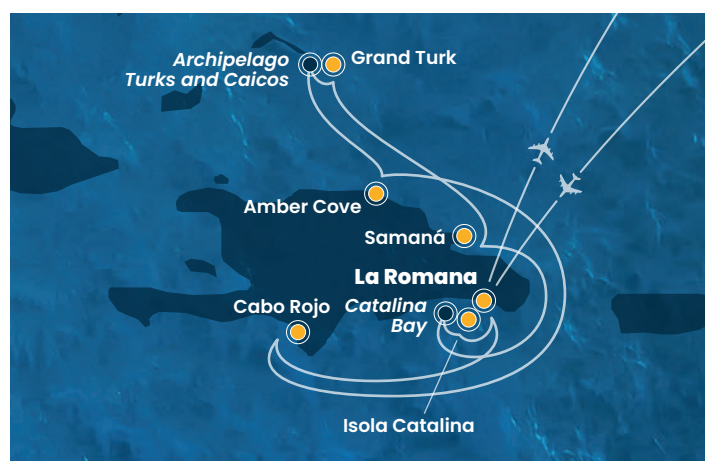 Archipelago
Turks and Caicos
Grand Turk
Amber Cove
Samaná
La Romana
Catalina
Bay
Cabo Rojo
Isola Catalina